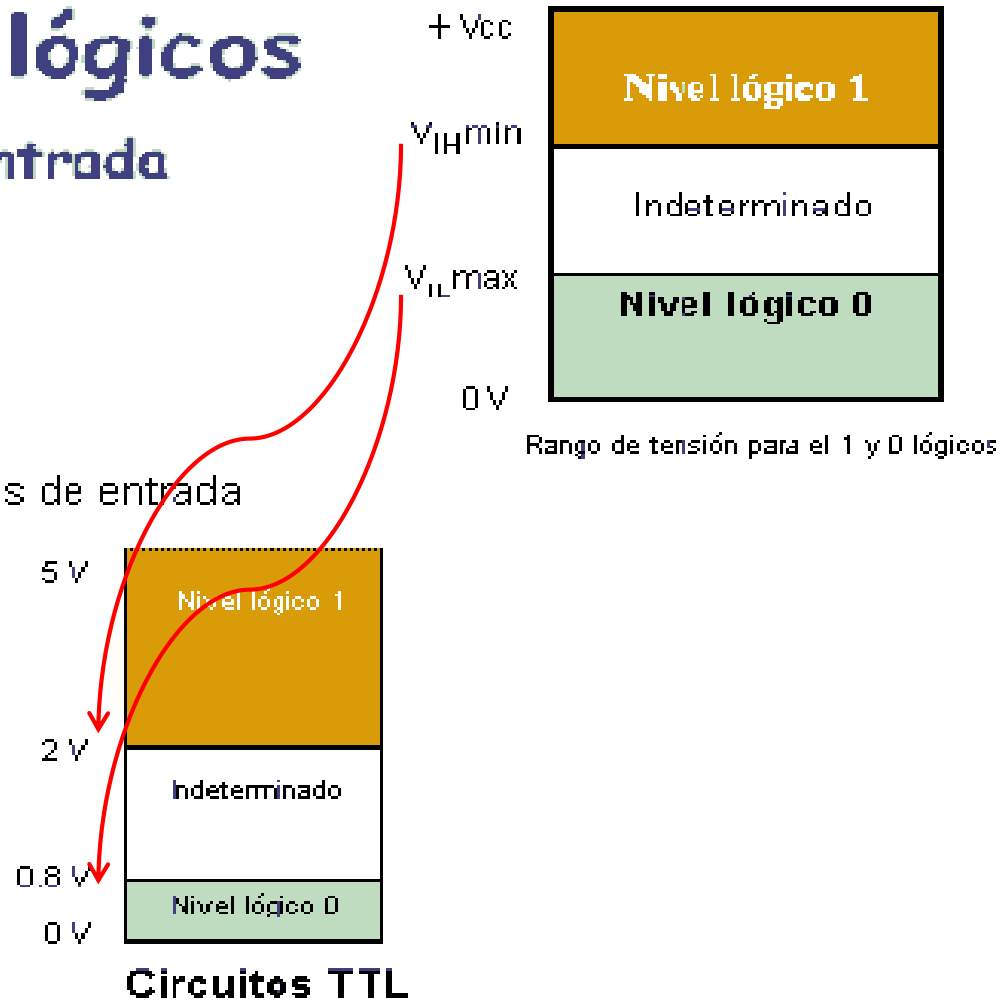 lógicos
ntrada
+ Vcc
Nivel lógico 1
VIHmin
Indeterminado
VILmax
Nivel lógico 0
0 V
Rango de tensión para el 1 y 0 lógicos
s de entrada
5 V
Nivel lógico 1
2 V
Indeterminado
0.8 V
Nivel lógico 0
0 V
Circuitos TTL